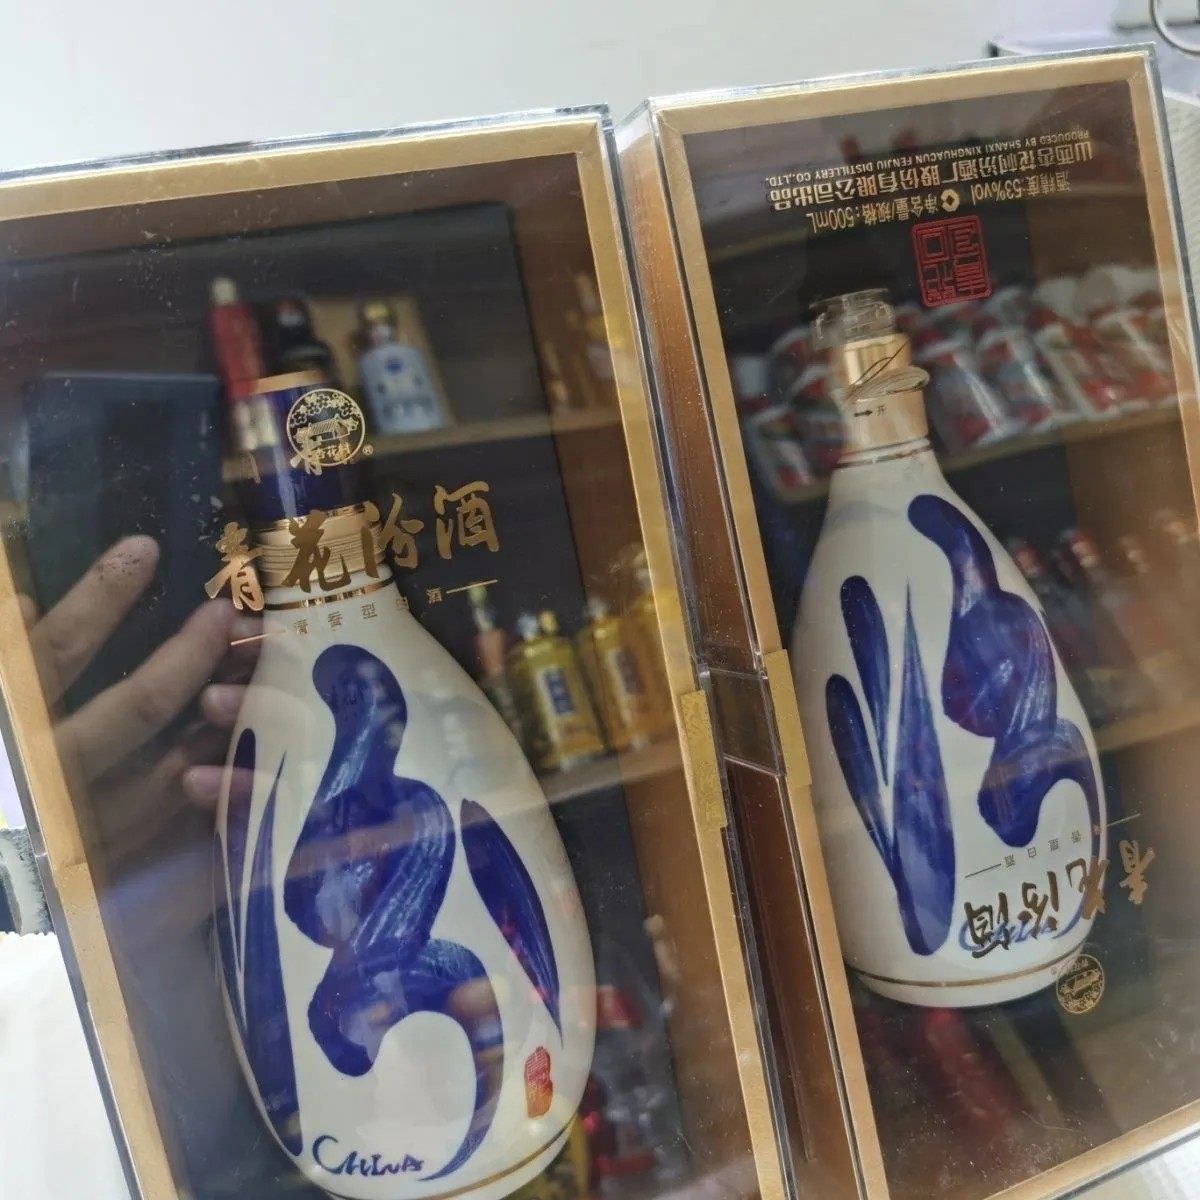 杏花村
®
青花汾酒
清香型白酒
CHINA
山西杏花村汾酒厂股份有限公司出品
PRODUCED BY SHANXI XINGHUACUN FENJIU DISTILLERY CO.,LTD.
酒精度:53%vol 净含量/规格:500mL
开
青花汾酒
香型白酒